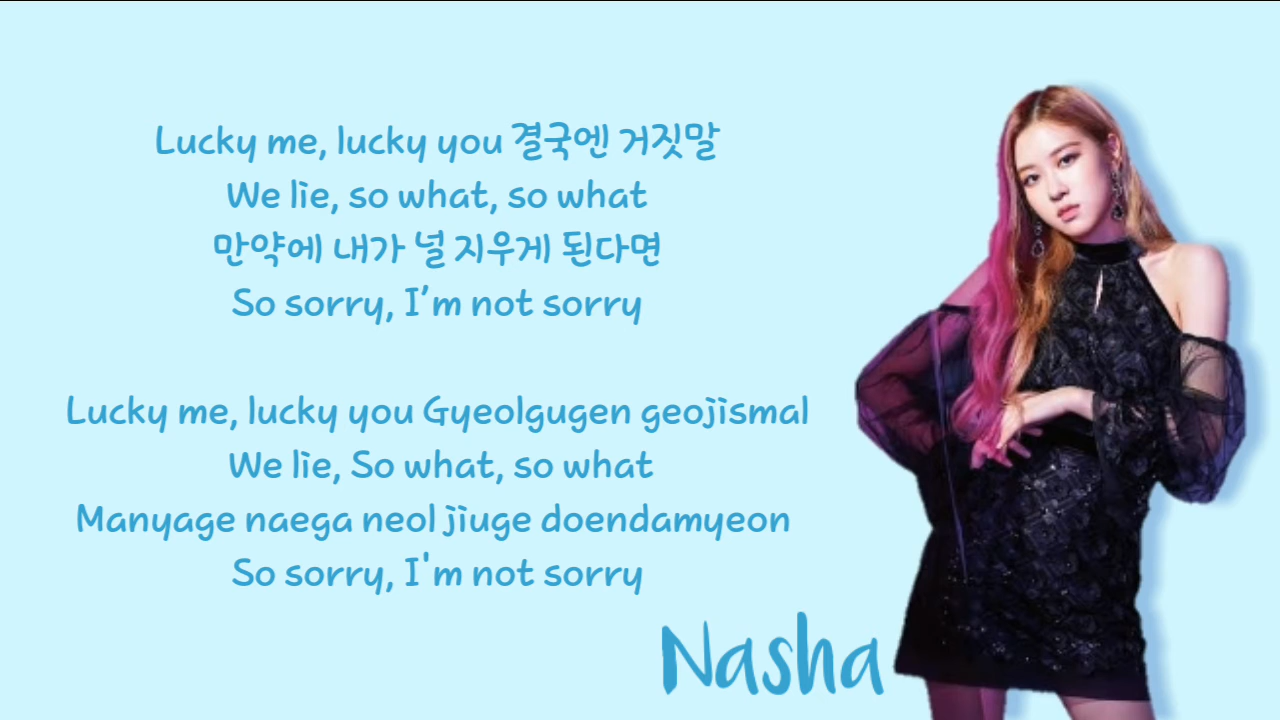 Lucky me, lucky you 결국엔 거짓말
We lie, so what, so what
만약에 내가 널 지우게 된다면
So sorry, I’m not sorry
Lucky me, lucky you Gyeolgugen geojismal
We lie, So what, so what
Manyage naega neol jiuge doendamyeon
So sorry, I'm not sorry
Nasha